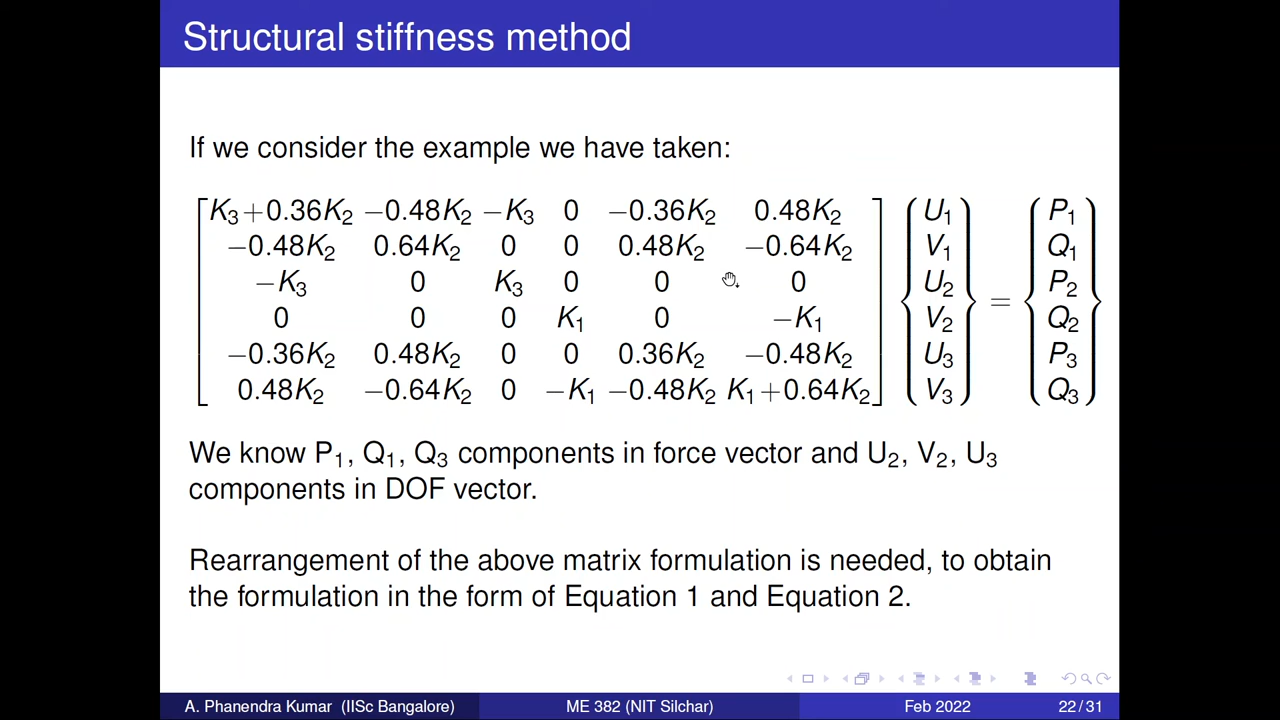 Structural stiffness method
If we consider the example we have taken:
K₃+0.36K₂ −0.48K₂ −K₃ 0 −0.36K₂ 0.48K₂ U₁ P₁
−0.48K₂ 0.64K₂ 0 0 0.48K₂ −0.64K₂ V₁ Q₁
−K₃ 0 K₃ 0 0 0 U₂ P₂
0 0 0 K₁ 0 −K₁ V₂ = Q₂
−0.36K₂ 0.48K₂ 0 0 0.36K₂ −0.48K₂ U₃ P₃
0.48K₂ −0.64K₂ 0 −K₁ −0.48K₂ K₁+0.64K₂ V₃ Q₃
We know P₁, Q₁, Q₃ components in force vector and U₂, V₂, U₃
components in DOF vector.
Rearrangement of the above matrix formulation is needed, to obtain
the formulation in the form of Equation 1 and Equation 2.
A. Phanendra Kumar (IISc Bangalore) ME 382 (NIT Silchar) Feb 2022 22 / 31